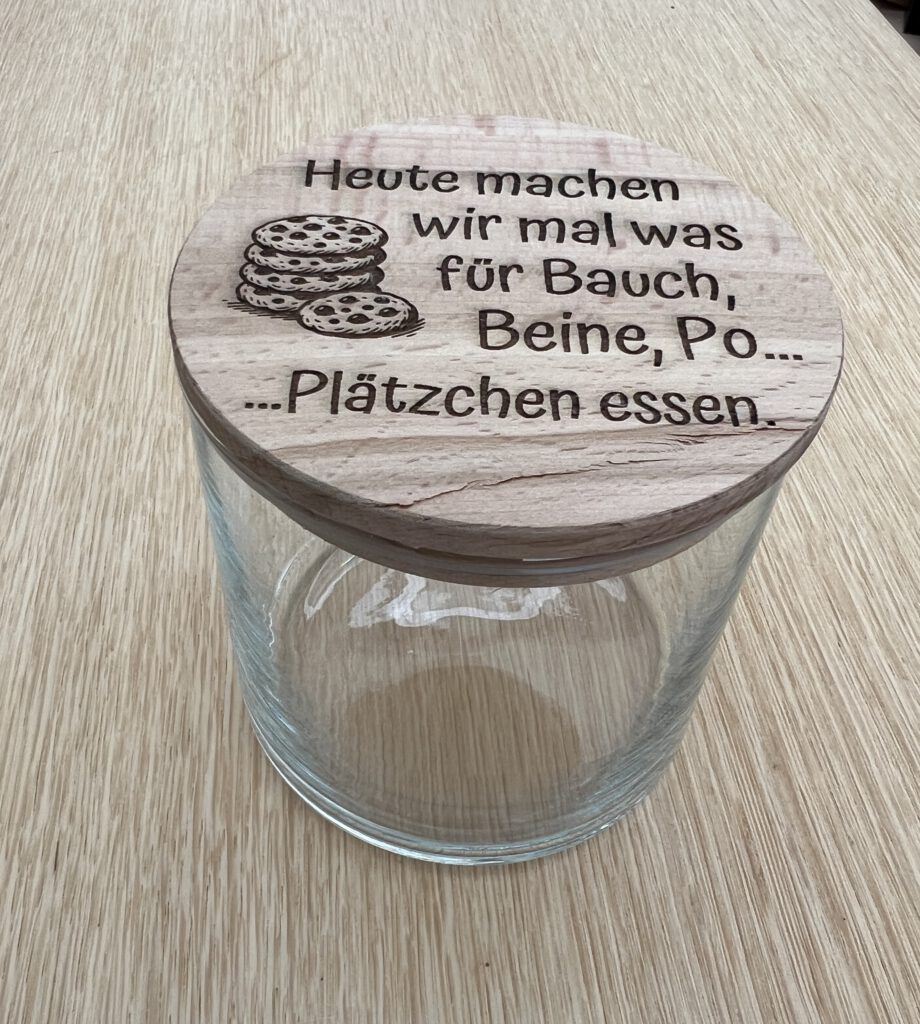 Heute machen
wir mal was
für Bauch,
Beine, Po...
...Plätzchen essen.